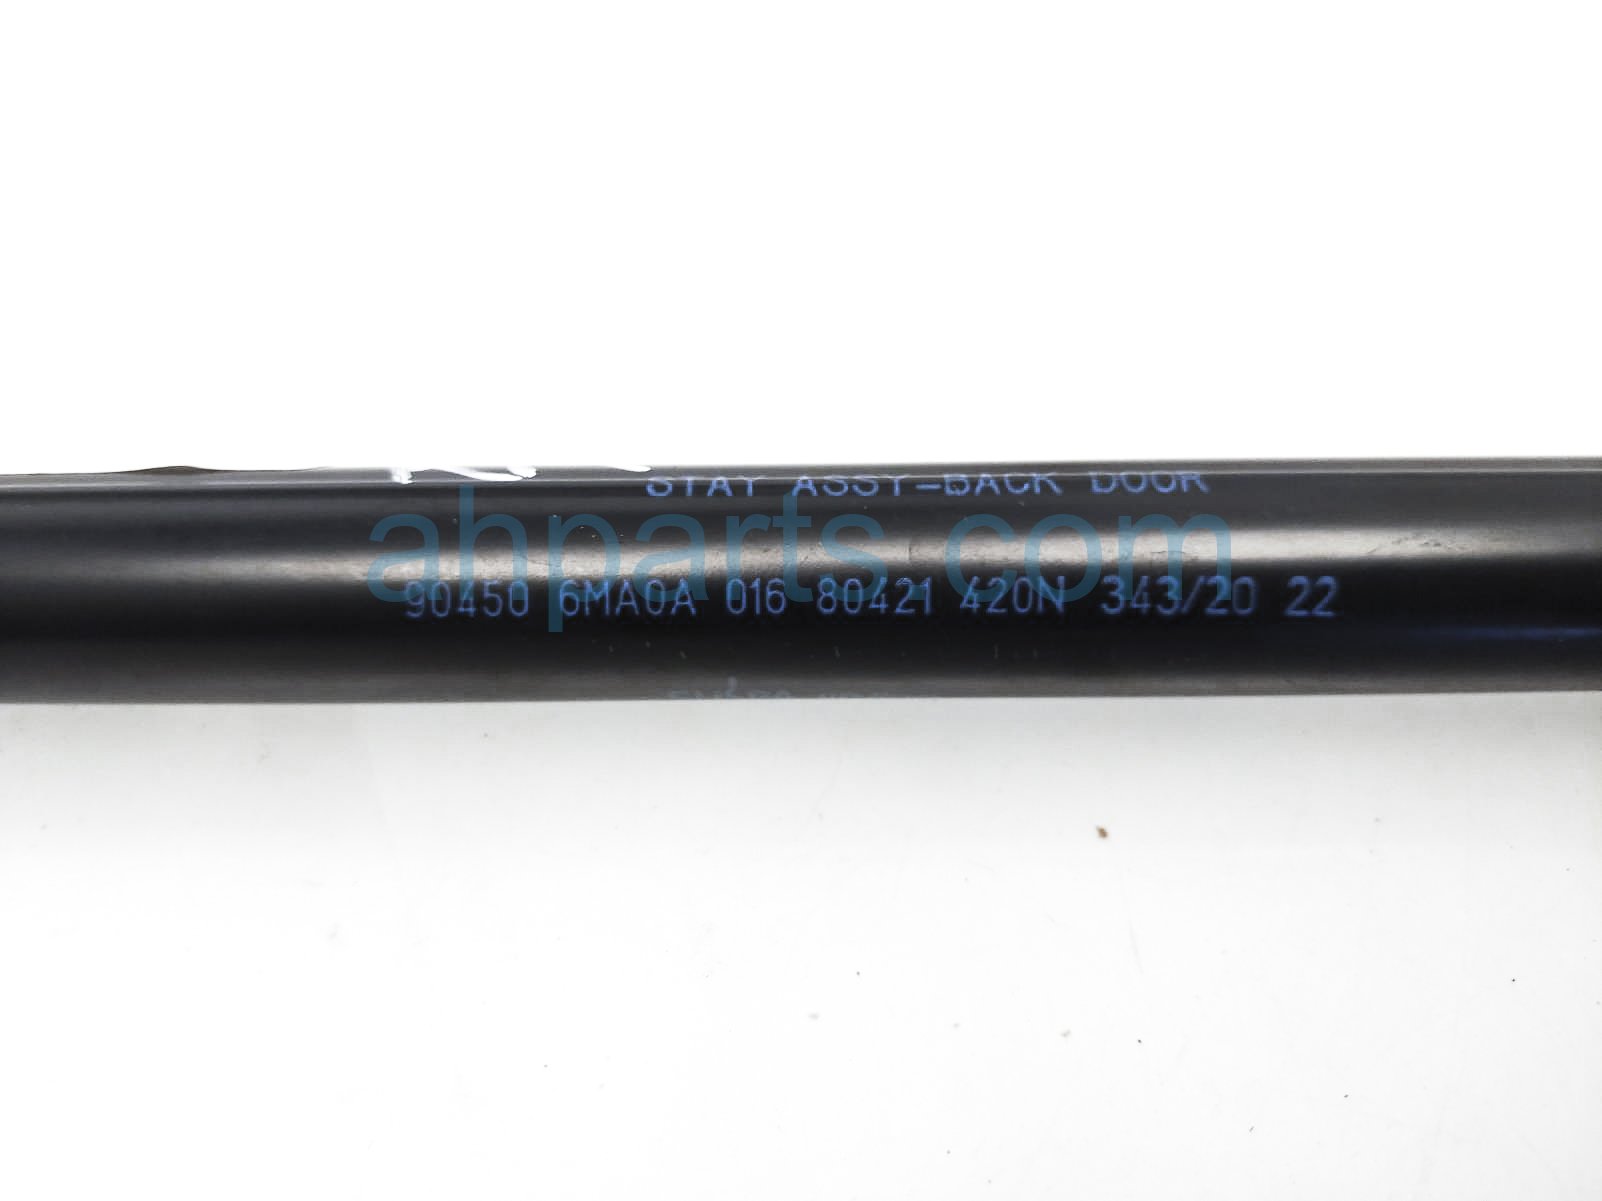 STAY ASSY-BACK DOOR
ahparts.com
90450 6MA0A 016 80421 420N 343/20 22